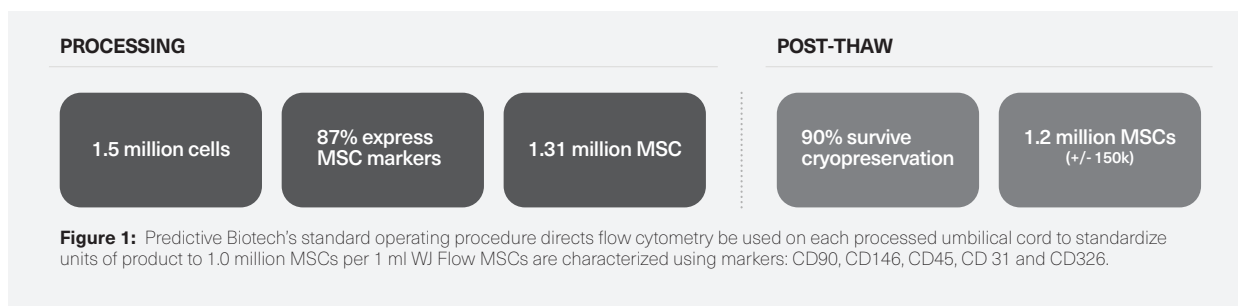 PROCESSING
POST-THAW
1.5 million cells
87% express
MSC markers
1.31 million MSC
90% survive
cryopreservation
1.2 million MSCs
(+/- 150k)
Figure 1: Predictive Biotech's standard operating procedure directs flow cytometry be used on each processed umbilical cord to standardize
units of product to 1.0 million MSCs per 1 ml WJ Flow MSCs are characterized using markers: CD90, CD146, CD45, CD 31 and CD326.